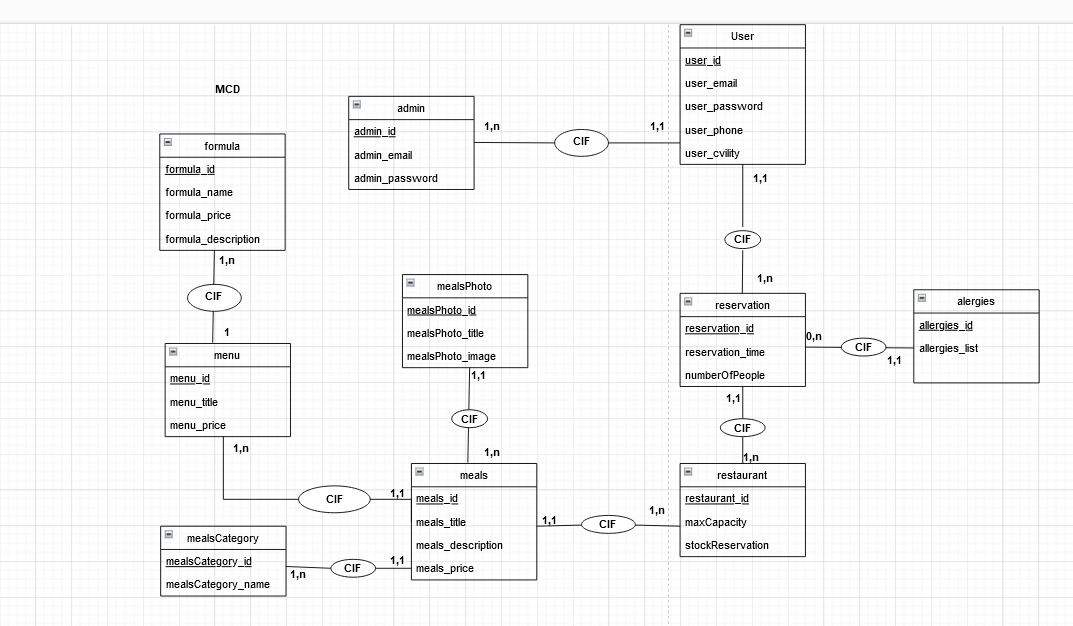 MCD
User
user_id
user_email
user_password
user_phone
user_cvility
admin
admin_id
admin_email
admin_password
1,n
CIF
1,1
formula
formula_id
formula_name
formula_price
formula_description
1,n
CIF
1
menu
menu_id
menu_title
menu_price
1,n
CIF
1,1
mealsPhoto
mealsPhoto_id
mealsPhoto_title
mealsPhoto_image
1,1
CIF
1,n
meals
meals_id
meals_title
meals_description
meals_price
mealsCategory
mealsCategory_id
mealsCategory_name
1,n
CIF
1,1
1,1
CIF
1,n
1,1
CIF
1,n
reservation
reservation_id
reservation_time
numberOfPeople
0,n
CIF
1,1
alergies
allergies_id
allergies_list
1,1
CIF
1,n
restaurant
restaurant_id
maxCapacity
stockReservation